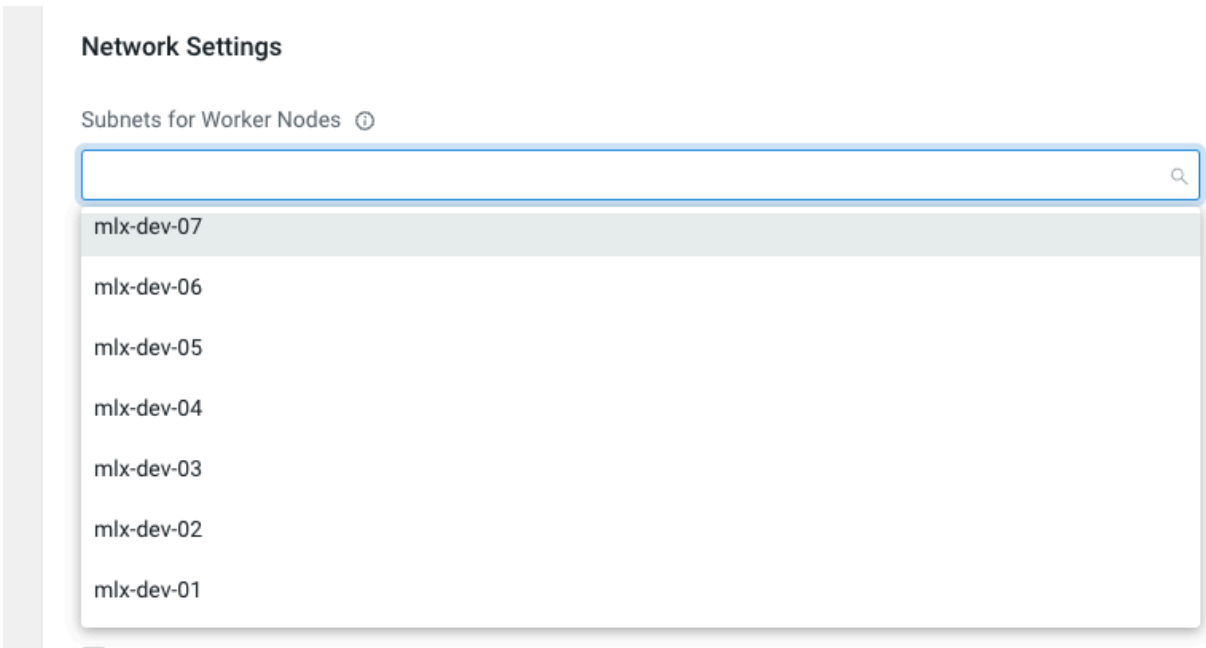 Network Settings
Subnets for Worker Nodes
mlx-dev-07
mlx-dev-06
mlx-dev-05
mlx-dev-04
mlx-dev-03
mlx-dev-02
mlx-dev-01